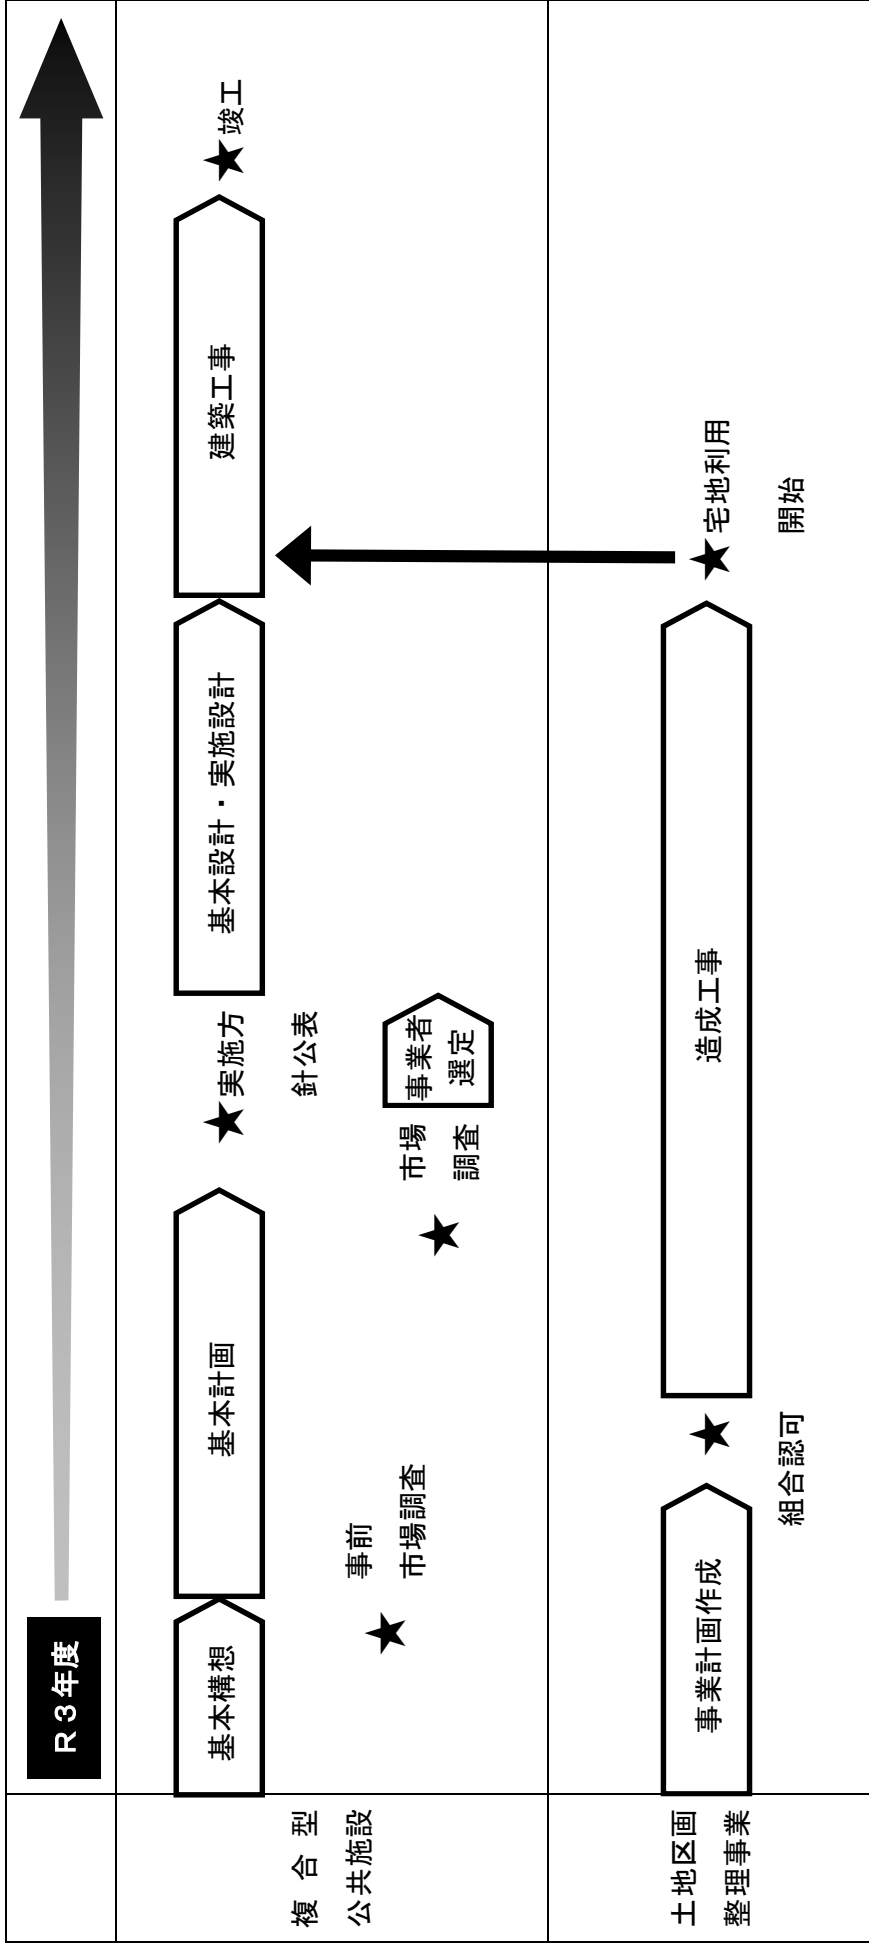 R3年度
複合型
公共施設
基本構想
基本計画
★実施方
針公表
基本設計・実施設計
建築工事
★竣工
★
事前
市場調査
★
市場
調査
事業者
選定
土地区画
整理事業
事業計画作成
★
組合認可
造成工事
★宅地利用
開始